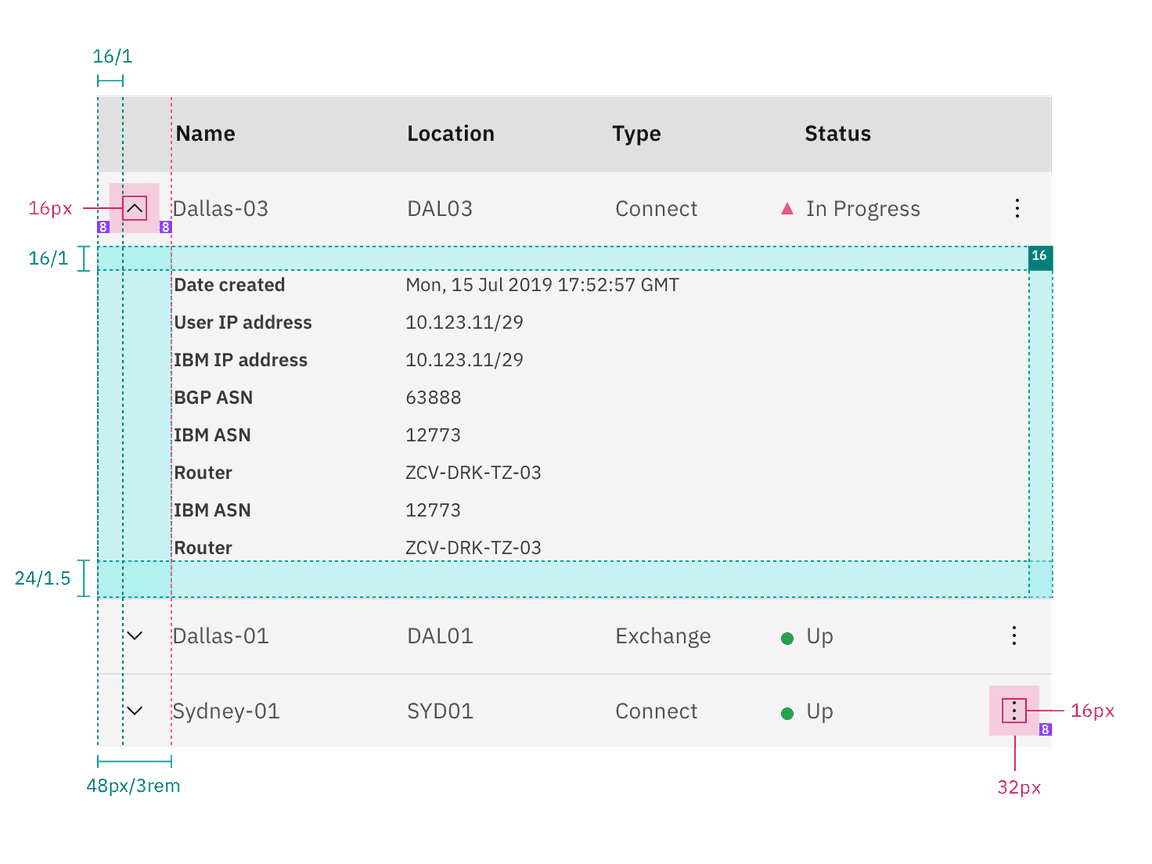 16/1
Name Location Type Status
16px Dallas-03 DAL03 Connect In Progress
8 8
16/1 16
Date created Mon, 15 Jul 2019 17:52:57 GMT
User IP address 10.123.11/29
IBM IP address 10.123.11/29
BGP ASN 63888
IBM ASN 12773
Router ZCV-DRK-TZ-03
IBM ASN 12773
Router ZCV-DRK-TZ-03
24/1.5
Dallas-01 DAL01 Exchange Up
Sydney-01 SYD01 Connect Up 16px
8
48px/3rem 32px